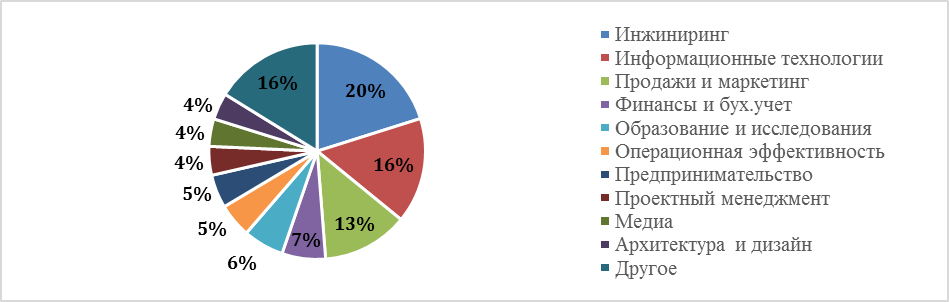 20%
16%
13%
7%
6%
5%
5%
4%
4%
4%
16%
Инжиниринг
Информационные технологии
Продажи и маркетинг
Финансы и бух.учет
Образование и исследования
Операционная эффективность
Предпринимательство
Проектный менеджмент
Медиа
Архитектура и дизайн
Другое